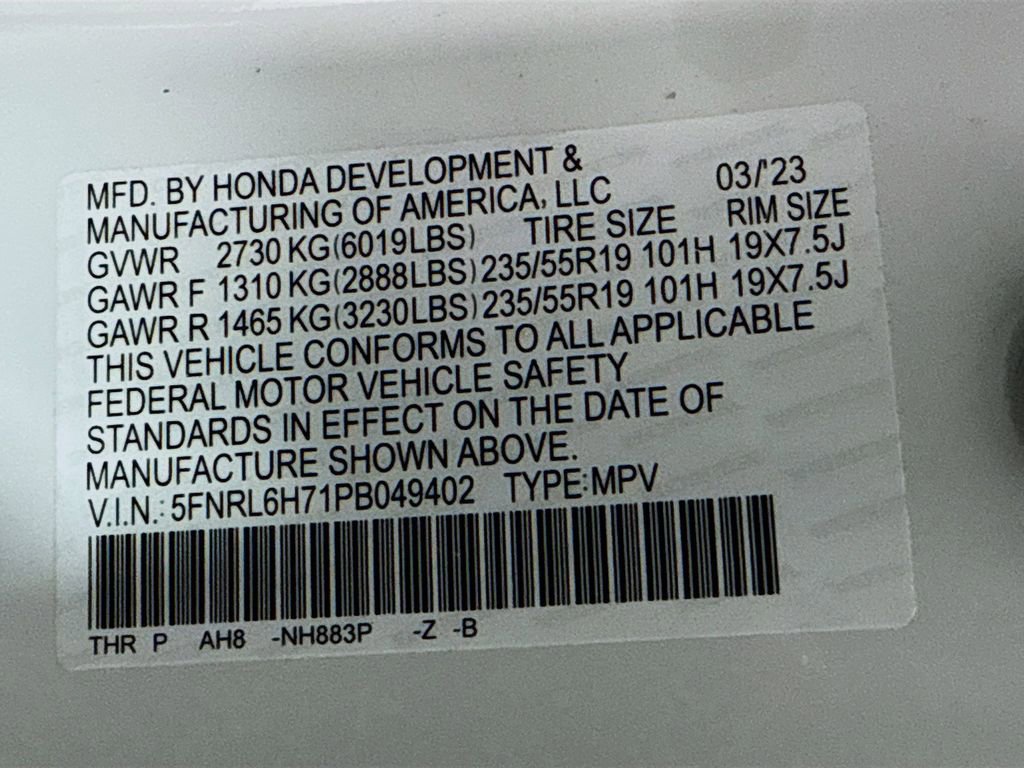 MFD. BY HONDA DEVELOPMENT &
MANUFACTURING OF AMERICA, LLC 03/'23
GVWR 2730 KG(6019LBS) TIRE SIZE RIM SIZE
GAWR F 1310 KG(2888LBS) 235/55R19 101H 19X7.5J
GAWR R 1465 KG(3230LBS) 235/55R19 101H 19X7.5J
THIS VEHICLE CONFORMS TO ALL APPLICABLE
FEDERAL MOTOR VEHICLE SAFETY
STANDARDS IN EFFECT ON THE DATE OF
MANUFACTURE SHOWN ABOVE.
V.I.N.: 5FNRL6H71PB049402 TYPE:MPV
THR P AH8 -NH883P -Z -B